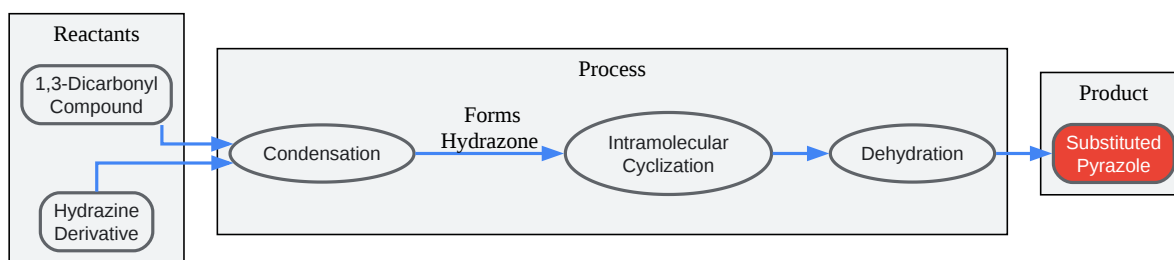 Reactants
1,3-Dicarbonyl
Compound
Hydrazine
Derivative
Process
Condensation
Forms
Hydrazone
Intramolecular
Cyclization
Dehydration
Product
Substituted
Pyrazole